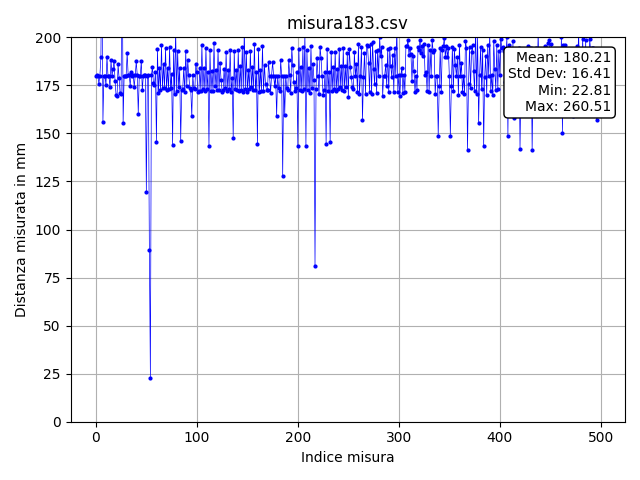 misura183.csv
200
175
150
125
100
75
50
25
0
Distanza misurata in mm
Mean: 180.21
Std Dev: 16.41
Min: 22.81
Max: 260.51
0 100 200 300 400 500
Indice misura